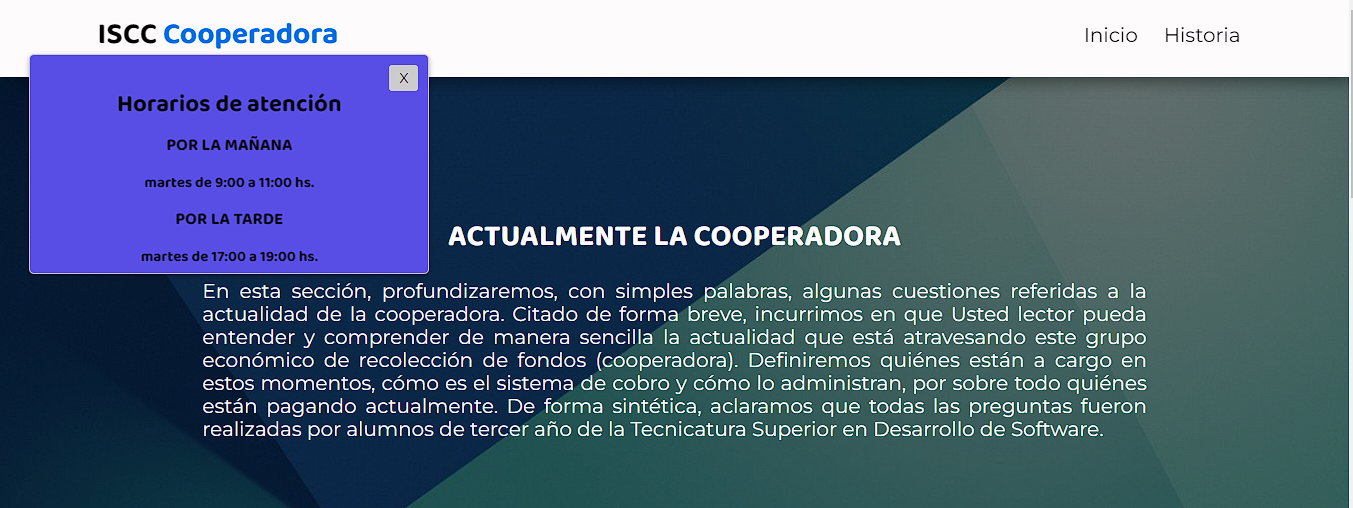 ISCC Cooperadora
Inicio Historia
X
Horarios de atención
POR LA MAÑANA
martes de 9:00 a 11:00 hs.
POR LA TARDE
martes de 17:00 a 19:00 hs.
ACTUALMENTE LA COOPERADORA
En esta sección, profundizaremos, con simples palabras, algunas cuestiones referidas a la
actualidad de la cooperadora. Citado de forma breve, incurrimos en que Usted lector pueda
entender y comprender de manera sencilla la actualidad que está atravesando este grupo
económico de recolección de fondos (cooperadora). Definiremos quiénes están a cargo en
estos momentos, cómo es el sistema de cobro y cómo lo administran, por sobre todo quiénes
están pagando actualmente. De forma sintética, aclaramos que todas las preguntas fueron
realizadas por alumnos de tercer año de la Tecnicatura Superior en Desarrollo de Software.